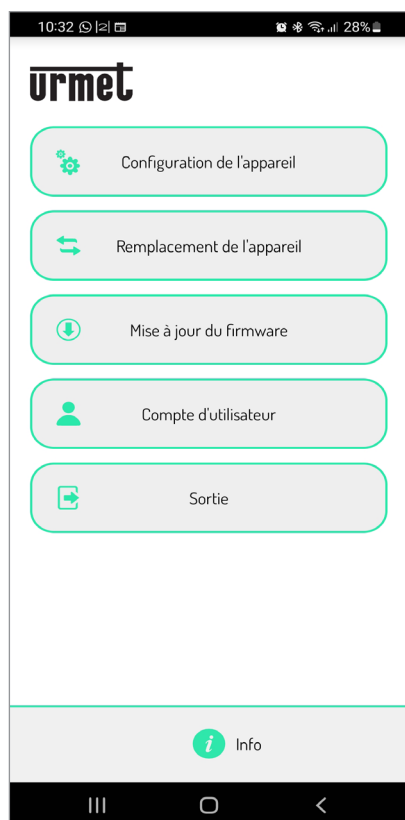 10:32
28%
urmet
Configuration de l'appareil
Remplacement de l'appareil
Mise à jour du firmware
Compte d'utilisateur
Sortie
i Info